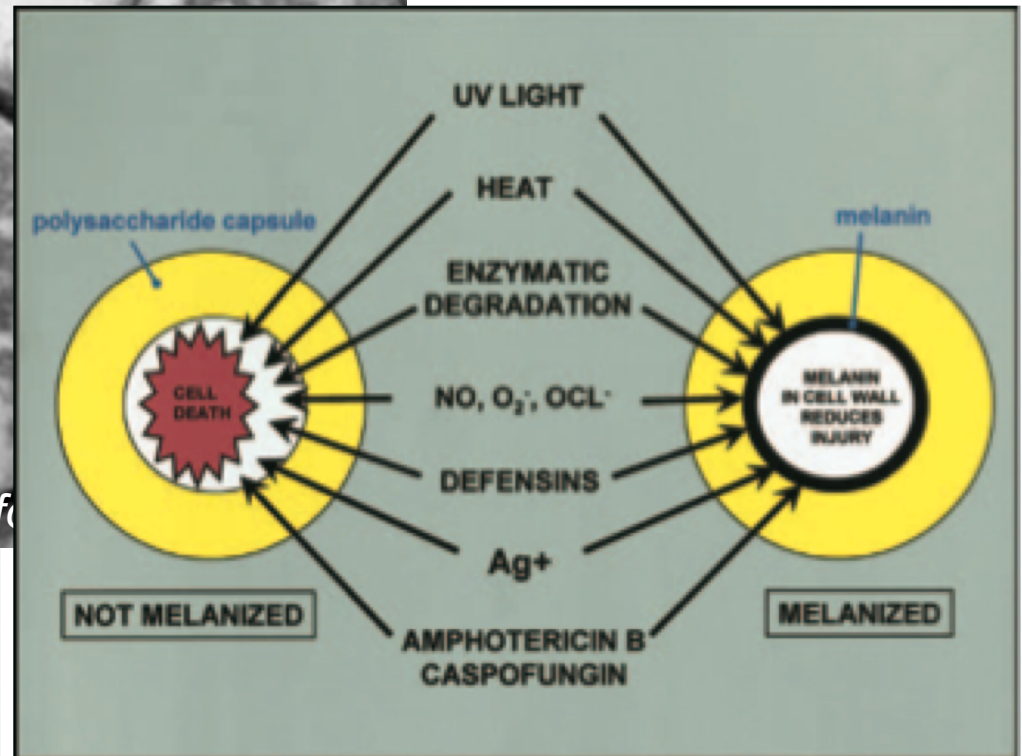 UV LIGHT
HEAT
polysaccharide capsule
melanin
ENZYMATIC
DEGRADATION
CELL
DEATH
NO, O₂⁻, OCL⁻
MELANIN
IN CELL WALL
REDUCES
INJURY
DEFENSINS
Ag+
NOT MELANIZED
MELANIZED
AMPHOTERICIN B
CASPOFUNGIN